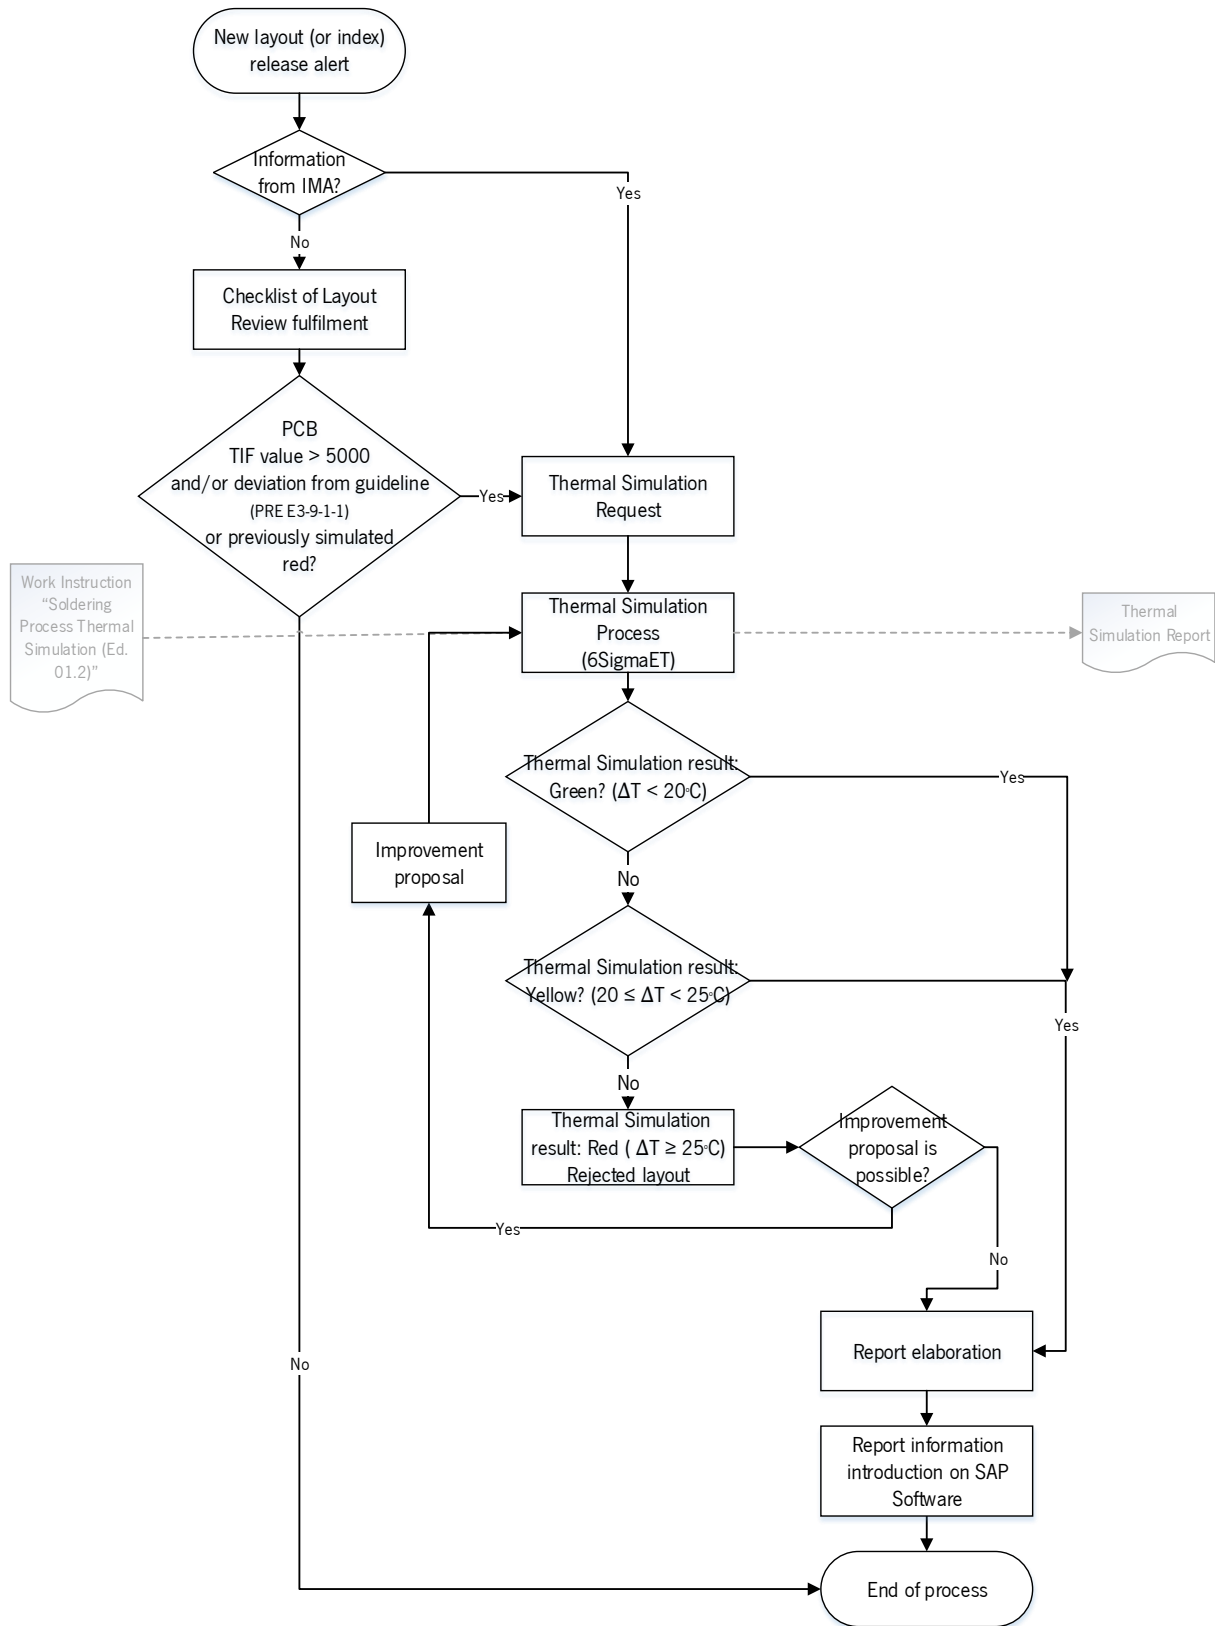 New layout (or index)
release alert
Information
from IMA?
Yes
No
Checklist of Layout
Review fulfilment
PCB
TIF value > 5000
and/or deviation from guideline
(PRE E3-9-1-1)
or previously simulated
red?
Yes
Thermal Simulation
Request
Work Instruction
“Soldering
Process Thermal
Simulation (Ed.
01.2)”
Thermal Simulation
Process
(6SigmaET)
Thermal
Simulation Report
Thermal Simulation result:
Green? (ΔT < 20◦C)
Yes
No
Improvement
proposal
Thermal Simulation result:
Yellow? (20 ≤ ΔT < 25◦C)
Yes
No
Thermal Simulation
result: Red ( ΔT ≥ 25◦C)
Rejected layout
Improvement
proposal is
possible?
Yes
No
Report elaboration
No
Report information
introduction on SAP
Software
End of process